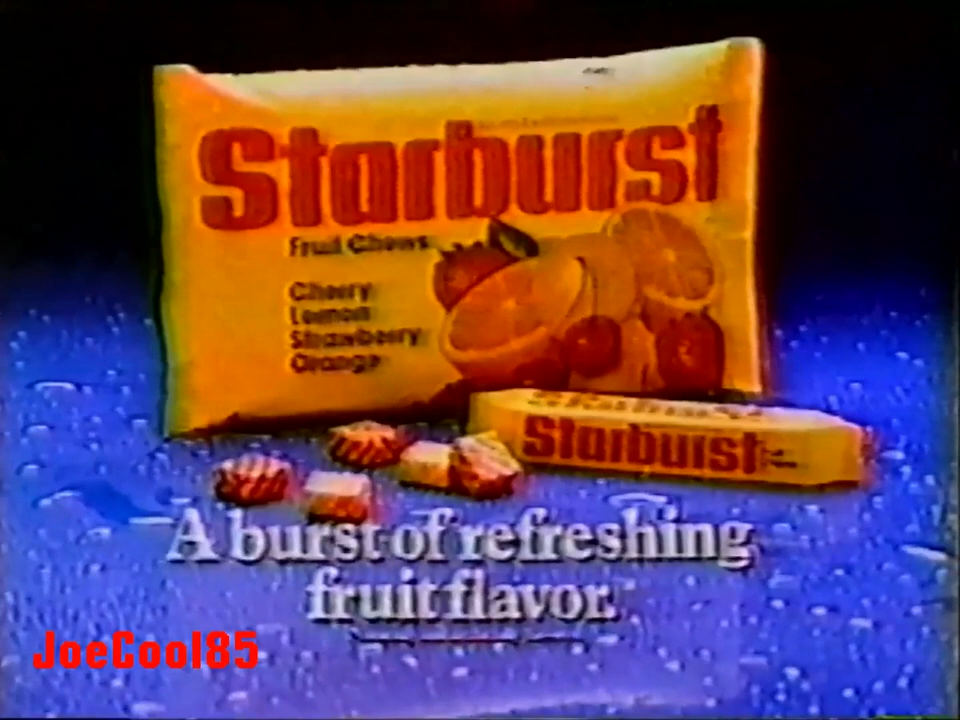 Starburst
Fruit Chews
Cherry
Lemon
Strawberry
Orange
Starburst
A burst of refreshing
fruit flavor.
JoeCool85